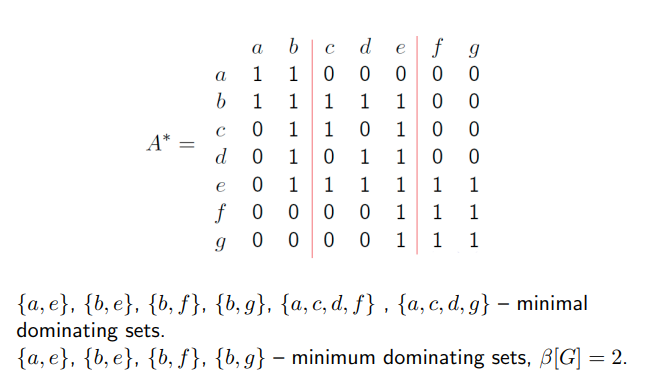 a b c d e f g
a 1 1 0 0 0 0 0
b 1 1 1 1 1 0 0
c 0 1 1 0 1 0 0
A* = d 0 1 0 1 1 0 0
e 0 1 1 1 1 1 1
f 0 0 0 0 1 1 1
g 0 0 0 0 1 1 1
{a, e}, {b, e}, {b, f}, {b, g}, {a, c, d, f} , {a, c, d, g} – minimal
dominating sets.
{a, e}, {b, e}, {b, f}, {b, g} – minimum dominating sets, β[G] = 2.